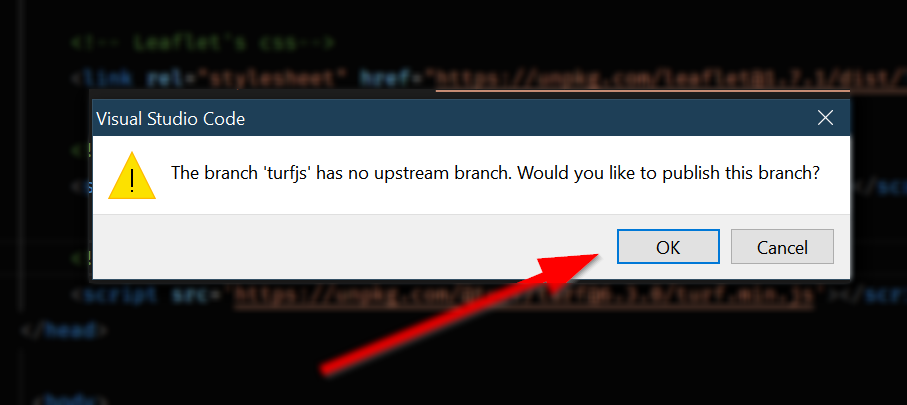 <!-- Leaflet's css-->
<link rel="stylesheet" href="https://unpkg.com/leaflet@1.7.1/dist/
Visual Studio Code
The branch 'turfjs' has no upstream branch. Would you like to publish this branch?
!
OK
Cancel
<script src='https://unpkg.com/ turf.min.js'></scr
</head>
<body>